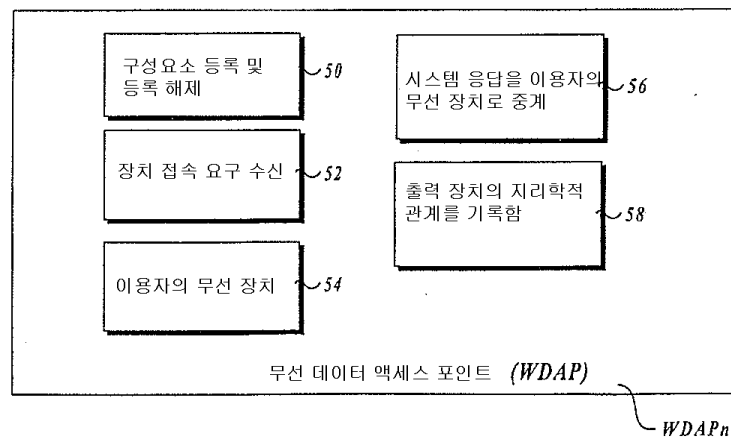 구성요소 등록 및
등록 해제
50
장치 접속 요구 수신
52
이용자의 무선 장치
54
시스템 응답을 이용자의
무선 장치로 중계
56
출력 장치의 지리학적
관계를 기록함
58
무선 데이터 액세스 포인트 (WDAP)
WDAPn